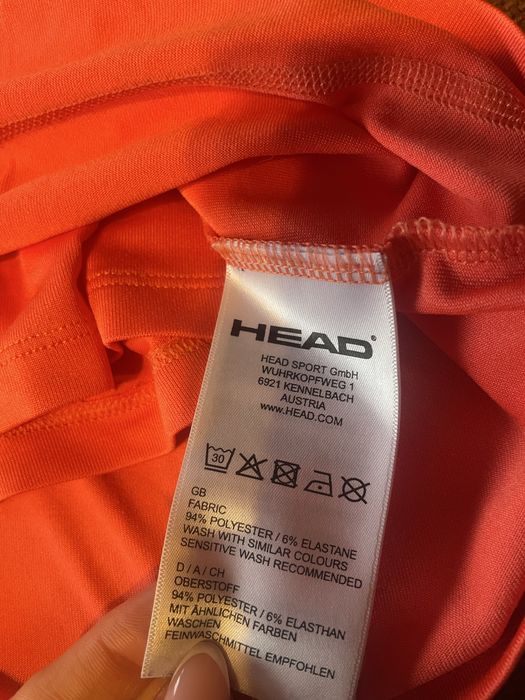 HEAD®
HEAD SPORT GmbH
WUHRKOPFWEG 1
6921 KENNELBACH
AUSTRIA
www.HEAD.COM
30
GB
FABRIC
94% POLYESTER / 6% ELASTANE
WASH WITH SIMILAR COLOURS
SENSITIVE WASH RECOMMENDED
D / A / CH
OBERSTOFF
94% POLYESTER / 6% ELASTHAN
MIT ÄHNLICHEN FARBEN
WASCHEN
FEINWASCHMITTEL EMPFOHLEN